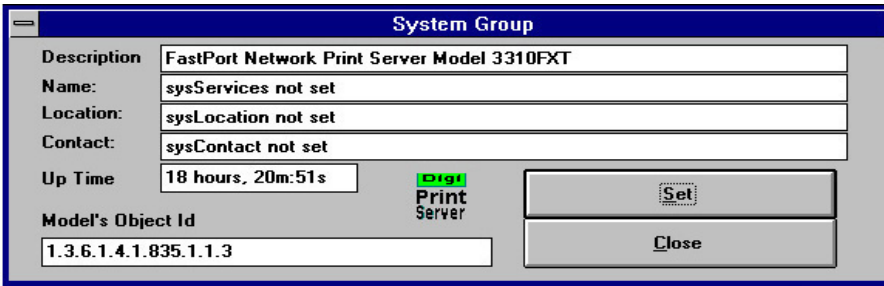 System Group
Description FastPort Network Print Server Model 3310FXT
Name: sysServices not set
Location: sysLocation not set
Contact: sysContact not set
Up Time 18 hours, 20m:51s
Digi
Print
Server
Set
Model's Object Id
1.3.6.1.4.1.835.1.1.3
Close